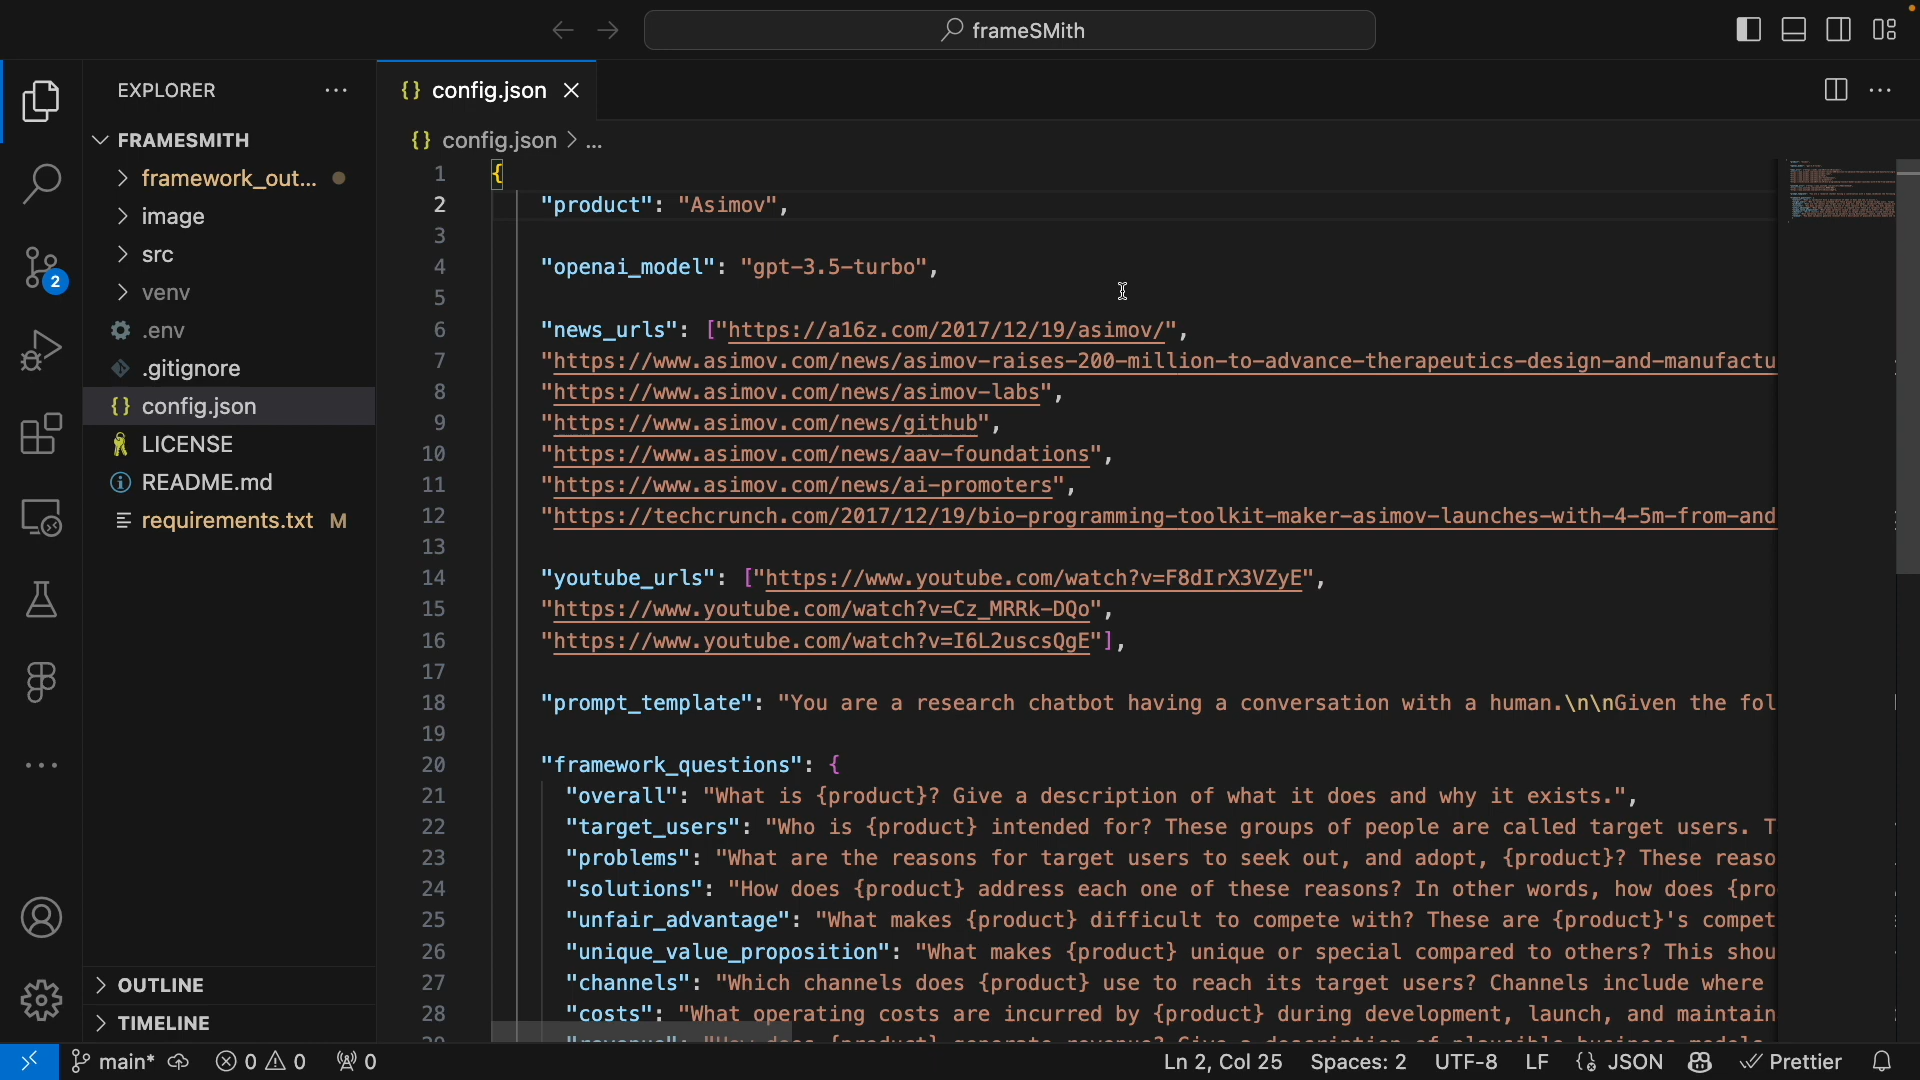 frameSMith
EXPLORER
config.json
FRAMESMITH
framework_out...
image
src
venv
.env
.gitignore
config.json
LICENSE
README.md
requirements.txt M
OUTLINE
TIMELINE
2
{} config.json > ...
1 {
2 "product": "Asimov",
3
4 "openai_model": "gpt-3.5-turbo",
5
6 "news_urls": ["https://a16z.com/2017/12/19/asimov/",
7 "https://www.asimov.com/news/asimov-raises-200-million-to-advance-therapeutics-design-and-manufactu
8 "https://www.asimov.com/news/asimov-labs",
9 "https://www.asimov.com/news/github",
10 "https://www.asimov.com/news/aav-foundations",
11 "https://www.asimov.com/news/ai-promoters",
12 "https://techcrunch.com/2017/12/19/bio-programming-toolkit-maker-asimov-launches-with-4-5m-from-and
13
14 "youtube_urls": ["https://www.youtube.com/watch?v=F8dIrX3VZyE",
15 "https://www.youtube.com/watch?v=Cz_MRRk-DQo",
16 "https://www.youtube.com/watch?v=I6L2uscsQgE"],
17
18 "prompt_template": "You are a research chatbot having a conversation with a human.\n\nGiven the fol
19
20 "framework_questions": {
21 "overall": "What is {product}? Give a description of what it does and why it exists.",
22 "target_users": "Who is {product} intended for? These groups of people are called target users. T
23 "problems": "What are the reasons for target users to seek out, and adopt, {product}? These reaso
24 "solutions": "How does {product} address each one of these reasons? In other words, how does {pro
25 "unfair_advantage": "What makes {product} difficult to compete with? These are {product}'s compet
26 "unique_value_proposition": "What makes {product} unique or special compared to others? This shou
27 "channels": "Which channels does {product} use to reach its target users? Channels include where
28 "costs": "What operating costs are incurred by {product} during development, launch, and maintain
main* 0 0 0 Ln 2, Col 25 Spaces: 2 UTF-8 LF {} JSON Prettier